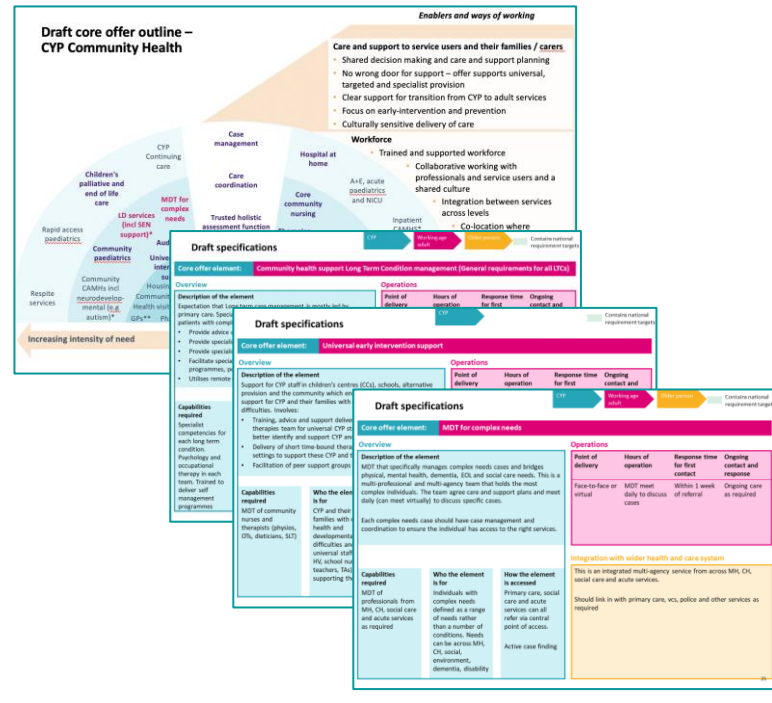 Enablers and ways of working
Draft core offer outline –
CYP Community Health
Care and support to service users and their families / carers
• Shared decision making and care and support planning
• No wrong door for support – offer supports universal,
targeted and specialist provision
• Clear support for transition from CYP to adult services
• Focus on early-intervention and prevention
• Culturally sensitive delivery of care
Workforce
• Trained and supported workforce
• Collaborative working with
professionals and service users and a
shared culture
• Integration between services
across levels
• Co-location where
Case
management
CYP
Continuing
care
Hospital at
home
Children's
palliative and
end of life
care
Care
coordination
A+E, acute
paediatrics
and NICU
MDT for
complex
needs
Core
community
nursing
LD services
(incl SEN
support)*
Trusted holistic
assessment function
Inpatient
CAMHS*
Rapid access
paediatrics
Community
paediatrics
Community
CAMHs incl
neurodevelop-
mental (e.g
autism)*
Respite
services
Health visit
GPs**
Increasing intensity of need
Draft specifications
CYP
Working age
adult
Older person
Contains national
requirement targets
Core offer element:
Community health support Long Term Condition management (General requirements for all LTCs)
Overview
Operations
Description of the element
Expectation that Long term care management is mostly led by
primary care. Speci
patients with compl
• Provide advice a
• Provide speciali
• Provide speciali
• Facilitate specia
programmes, p
• Utilises remote
Point of
delivery
Hours of
operation
Response time
for first
Ongoing
contact and
Capabilities
required
Specialist
competencies for
each long term
condition.
Psychology and
occupational
therapy in each
team. Trained to
deliver self
management
programmes
Draft specifications
CYP
Contains national
requirement targets
Core offer element:
Universal early intervention support
Overview
Operations
Description of the element
Support for CYP staff in children's centres (CCs), schools, alternative
provision and the community which en
support for CYP and their families with
difficulties. Involves:
• Training, advice and support deliver
therapies team for universal CYP st
better identify and support CYP an
• Delivery of short time-bound thera
settings to support these CYP and t
• Facilitation of peer support groups
Point of
delivery
Hours of
operation
Response time
for first
Ongoing
contact and
Capabilities
required
MDT of community
nurses and
therapists (physios,
OTs, dieticians, SLT)
Who the elem
is for
CYP and their
families with
health and
developmenta
difficulties an
universal staff
HV, school nu
teachers, TAs)
supporting the
Draft specifications
CYP
Working age
adult
Older person
Contains national
requirement target
Core offer element:
MDT for complex needs
Overview
Description of the element
MDT that specifically manages complex needs cases and bridges
physical, mental health, dementia, EOL and social care needs. This is a
multi-professional and multi-agency team that holds the most
complex individuals. The team agree care and support plans and meet
daily (can meet virtually) to discuss specific cases.
Each complex needs case should have case management and
coordination to ensure the individual has access to the right services.
Capabilities
required
MDT of
professionals from
MH, CH, social care
and acute services
as required
Who the element
is for
Individuals with
complex needs
defined as a range
of needs rather
than a number of
conditions. Needs
can be across MH,
CH, social,
environment,
dementia, disability
How the element
is accessed
Primary care, social
care and acute
services can all
refer via central
point of access.
Active case finding
Operations
Point of
delivery
Hours of
operation
Response time
for first
contact
Ongoing
contact and
response
Face-to-face or
virtual
MDT meet
daily to discuss
cases
Within 1 week
of referral
Ongoing care
as required
Integration with wider health and care system
This is an integrated multi-agency service from across MH, CH,
social care and acute services.
Should link in with primary care, vcs, police and other services as
required